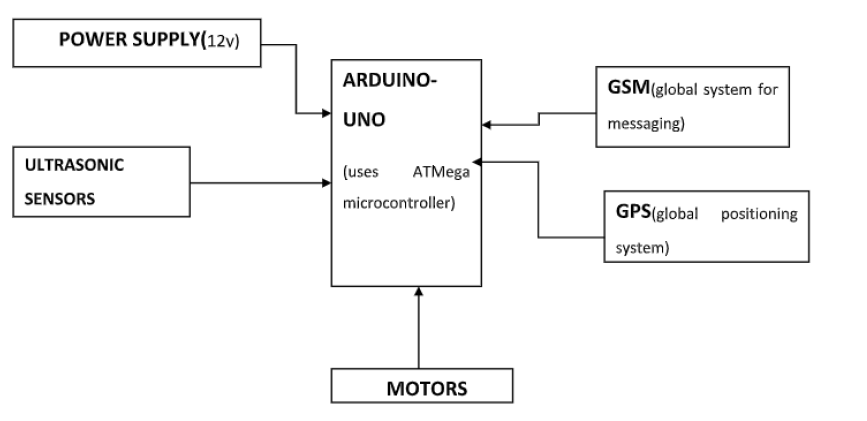 POWER SUPPLY(12v)
ULTRASONIC
SENSORS
ARDUINO-
UNO
(uses ATMega
microcontroller)
GSM(global system for
messaging)
GPS(global positioning
system)
MOTORS